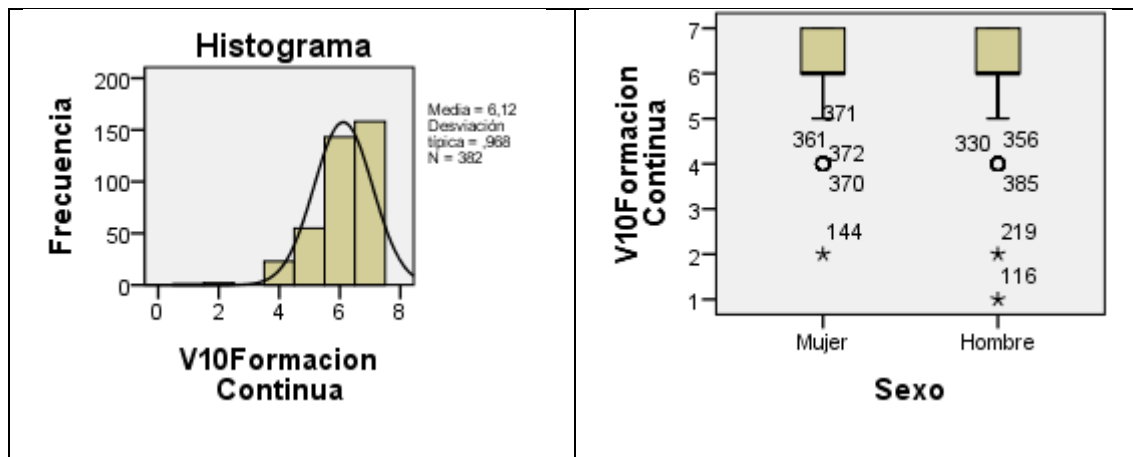 Histograma
200
150
100
50
0
Frecuencia
0 2 4 6 8
V10Formacion
Continua
Media = 6,12
Desviación
típica = ,968
N = 382
7
6
5
4
3
2
1
V10Formacion
Continua
371
361
372
370
144
330 356
385
219
116
Mujer Hombre
Sexo